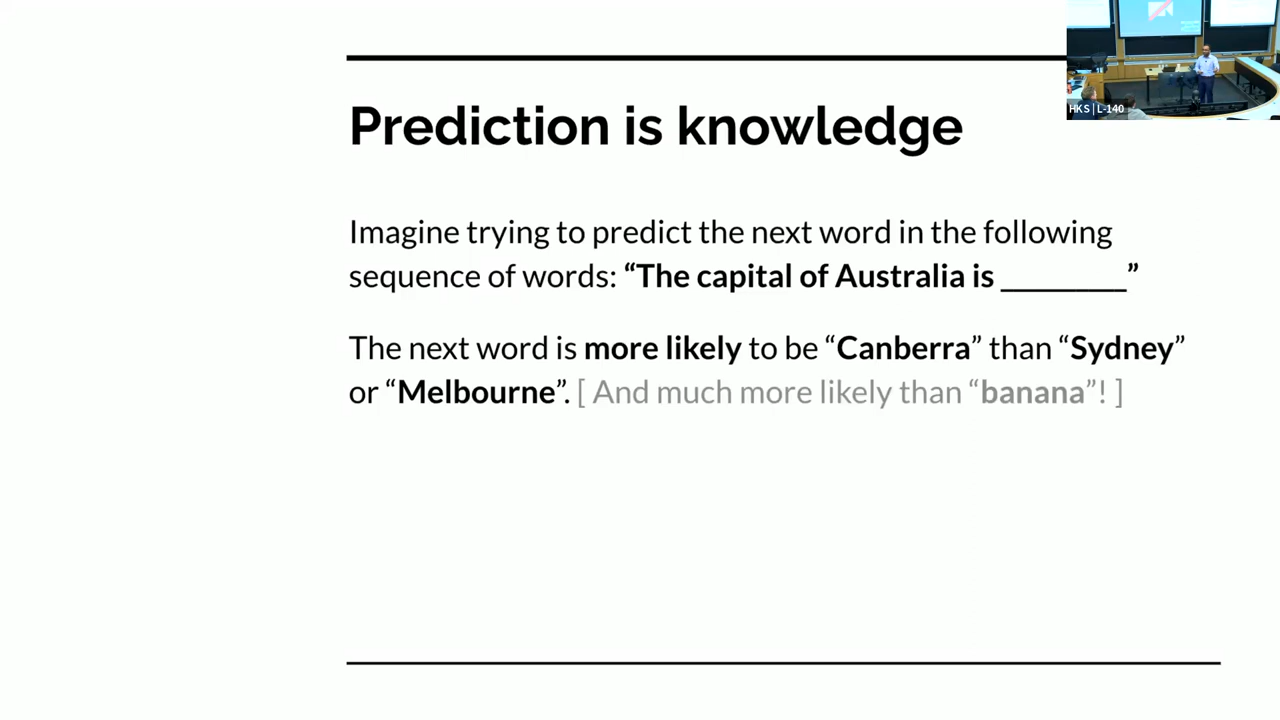 Prediction is knowledge
Imagine trying to predict the next word in the following
sequence of words: “The capital of Australia is ________”
The next word is more likely to be “Canberra” than “Sydney”
or “Melbourne”. [ And much more likely than “banana”! ]
HKS | L-140